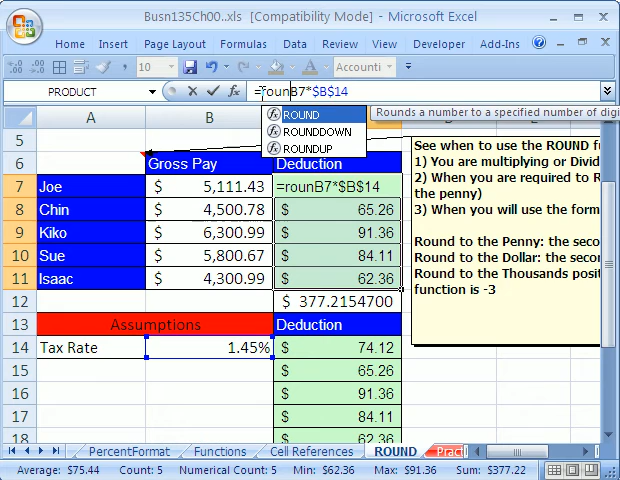 Busn135Ch00..xls [Compatibility Mode] - Microsoft Excel
Home Insert Page Layout Formulas Data Review View Developer Add-Ins
10 Accounti
PRODUCT =rounB7*$B$14
ROUND Rounds a number to a specified number of digi
ROUNDDOWN
ROUNDUP
A B
5
6 Gross Pay Deduction
7 Joe $ 5,111.43 =rounB7*$B$14
8 Chin $ 4,500.78 $ 65.26
9 Kiko $ 6,300.99 $ 91.36
10 Sue $ 5,800.67 $ 84.11
11 Isaac $ 4,300.99 $ 62.36
12 $ 377.2154700
13 Assumptions Deduction
14 Tax Rate 1.45% $ 74.12
15 $ 65.26
16 $ 91.36
17 $ 84.11
18 $ 62.36
See when to use the ROUND f
1) You are multiplying or Divid
2) When you are required to R
the penny)
3) When you will use the form
Round to the Penny: the seco
Round to the Dollar: the secon
Round to the Thousands posit
function is -3
PercentFormat Functions Cell References ROUND Pract
Average: $75.44 Count: 5 Numerical Count: 5 Min: $62.36 Max: $91.36 Sum: $377.22